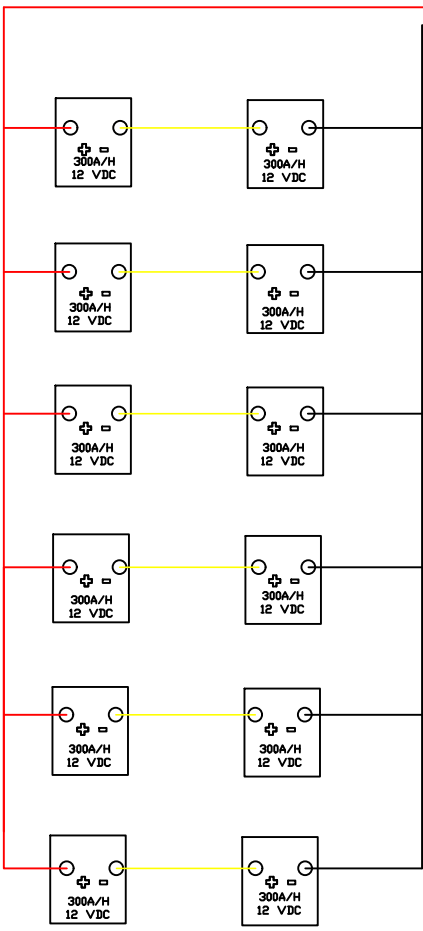 + -
300A/H
12 VDC
+ -
300A/H
12 VDC
+ -
300A/H
12 VDC
+ -
300A/H
12 VDC
+ -
300A/H
12 VDC
+ -
300A/H
12 VDC
+ -
300A/H
12 VDC
+ -
300A/H
12 VDC
+ -
300A/H
12 VDC
+ -
300A/H
12 VDC
+ -
300A/H
12 VDC
+ -
300A/H
12 VDC